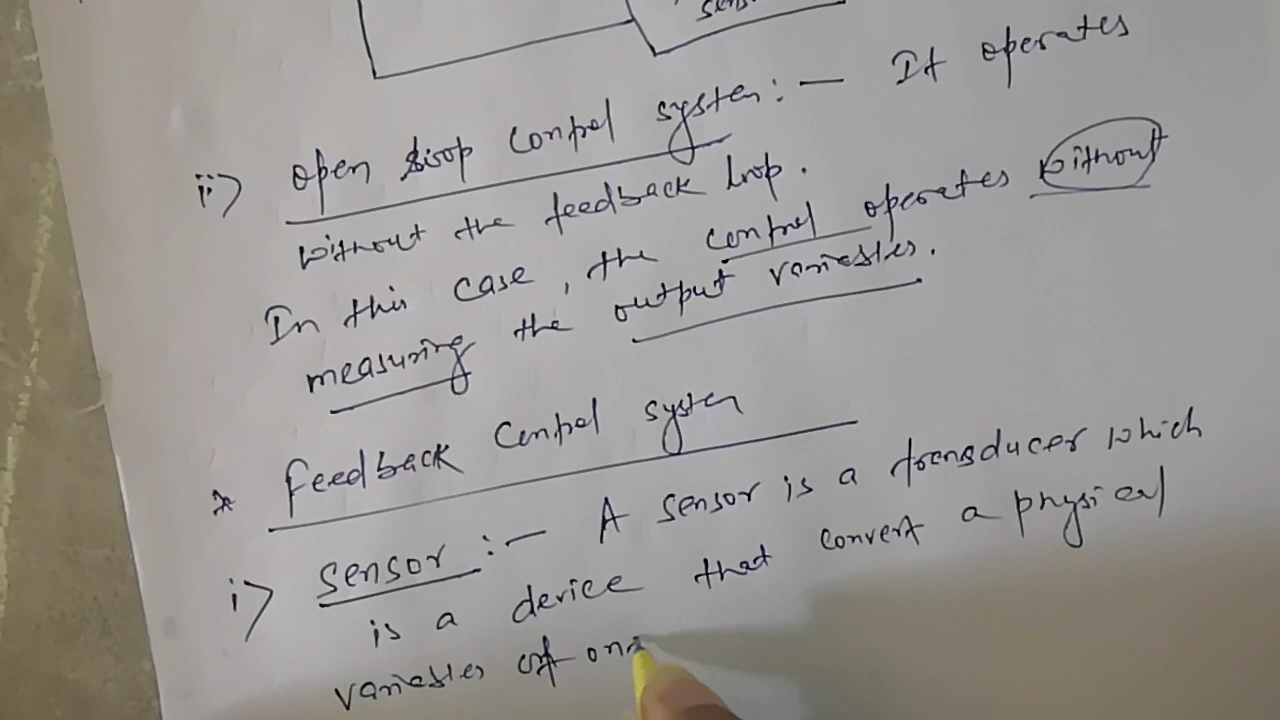 sens
ii) open loop control system:- It operates
without the feedback loop.
In this case, the control operates without
measuring the output variables.
* Feedback control system
i) sensor:- A sensor is a transducer which
is a device that convert a physical
variables of one